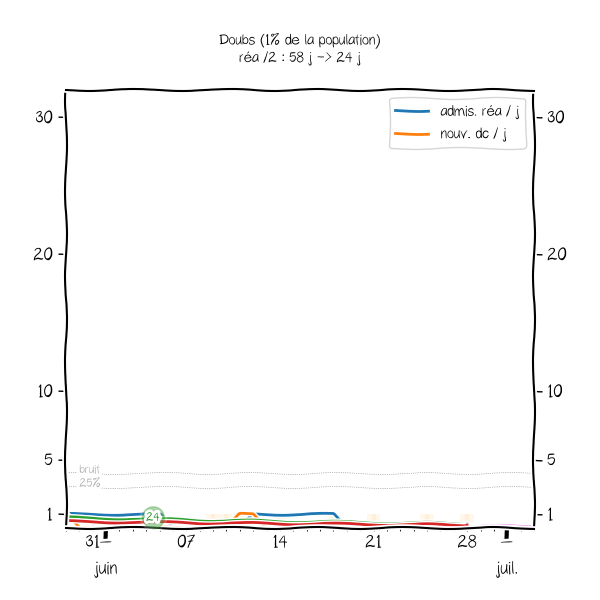 Doubs (1% de la population)
réa /2 : 58 j -> 24 j
admis. réa / j
nouv. dc / j
30
30
20
20
10
10
5
5
bruit
25%
1
1
24
31
07
14
21
28
juin
juil.